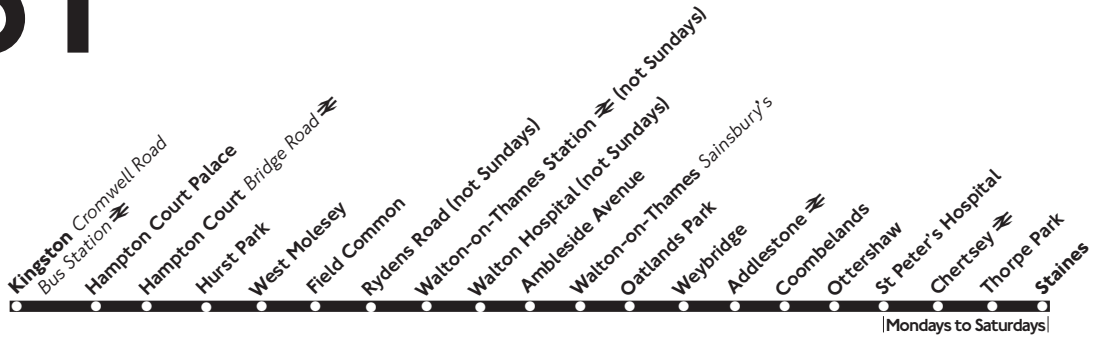 Kingston Cromwell Road
Bus Station
Hampton Court Palace
Hampton Court Bridge Road
Hurst Park
West Molesey
Field Common
Rydens Road (not Sundays)
Walton-on-Thames Station (not Sundays)
Walton Hospital (not Sundays)
Ambleside Avenue
Walton-on-Thames Sainsbury's
Oatlands Park
Weybridge
Addlestone
Coombelands
Ottershaw
St Peter's Hospital
Chertsey
Thorpe Park
Staines
Mondays to Saturdays